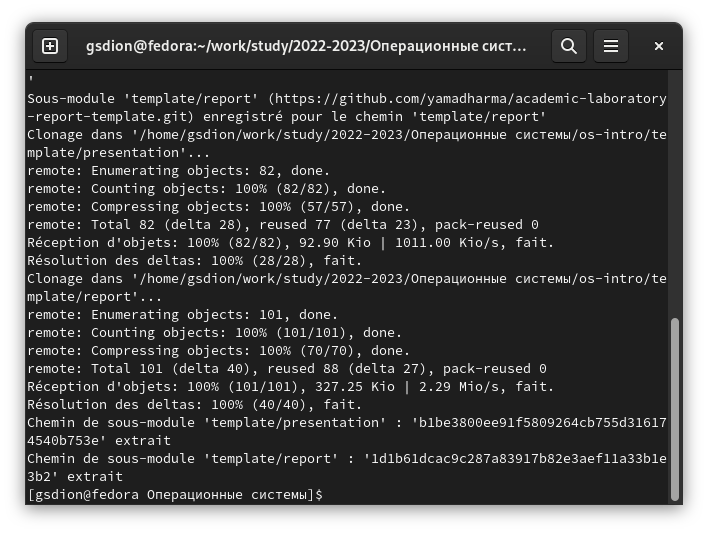 gsdion@fedora:~/work/study/2022-2023/Операционные сист...
'
Sous-module 'template/report' (https://github.com/yamadharma/academic-laboratory
-report-template.git) enregistré pour le chemin 'template/report'
Clonage dans '/home/gsdion/work/study/2022-2023/Операционные системы/os-intro/te
mplate/presentation'...
remote: Enumerating objects: 82, done.
remote: Counting objects: 100% (82/82), done.
remote: Compressing objects: 100% (57/57), done.
remote: Total 82 (delta 28), reused 77 (delta 23), pack-reused 0
Réception d'objets: 100% (82/82), 92.90 Kio | 1011.00 Kio/s, fait.
Résolution des deltas: 100% (28/28), fait.
Clonage dans '/home/gsdion/work/study/2022-2023/Операционные системы/os-intro/te
mplate/report'...
remote: Enumerating objects: 101, done.
remote: Counting objects: 100% (101/101), done.
remote: Compressing objects: 100% (70/70), done.
remote: Total 101 (delta 40), reused 88 (delta 27), pack-reused 0
Réception d'objets: 100% (101/101), 327.25 Kio | 2.29 Mio/s, fait.
Résolution des deltas: 100% (40/40), fait.
Chemin de sous-module 'template/presentation' : 'b1be3800ee91f5809264cb755d31617
4540b753e' extrait
Chemin de sous-module 'template/report' : '1d1b61dcac9c287a83917b82e3aef11a33b1e
3b2' extrait
[gsdion@fedora Операционные системы]$